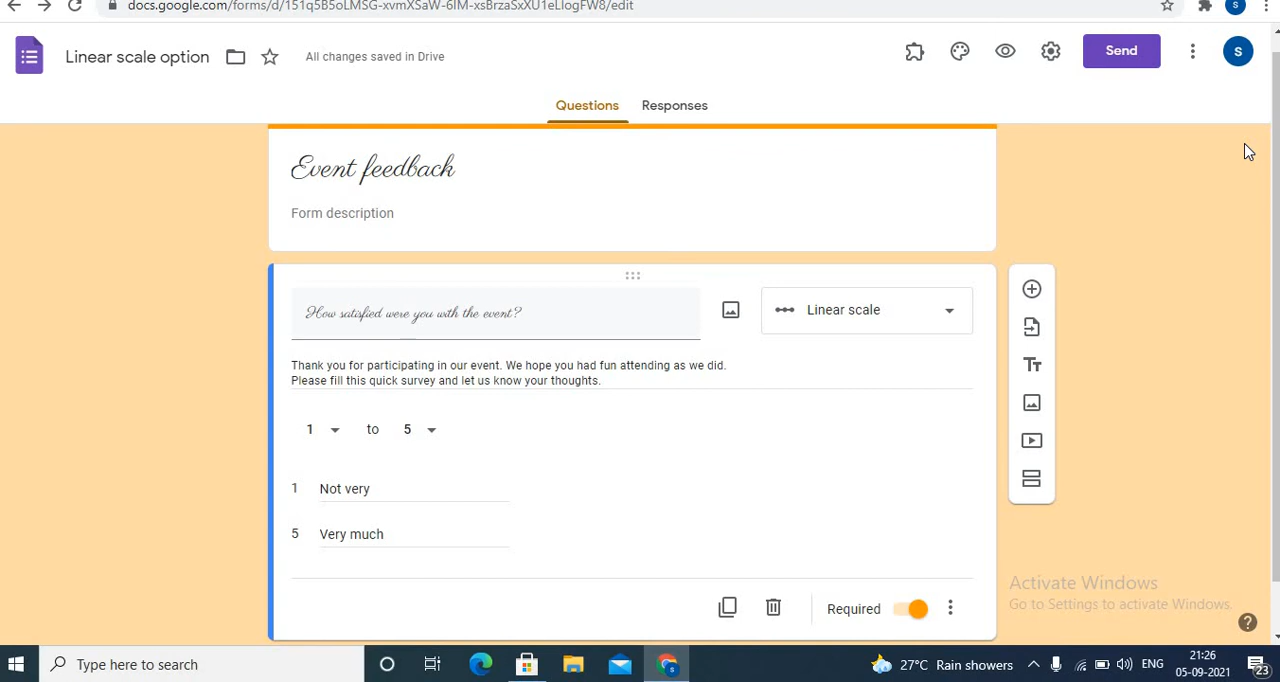 docs.google.com/forms/d/151q5B5oLMSG-xvmXSaW-6IM-xsBrzaSxXU1eLlogFW8/edit
S
Linear scale option
All changes saved in Drive
Send
S
Questions
Responses
Event feedback
Form description
How satisfied were you with the event?
Linear scale
Thank you for participating in our event. We hope you had fun attending as we did.
Please fill this quick survey and let us know your thoughts.
1 to 5
1 Not very
5 Very much
Required
Activate Windows
Go to Settings to activate Windows.
Type here to search
27°C Rain showers
ENG
21:26
05-09-2021
23